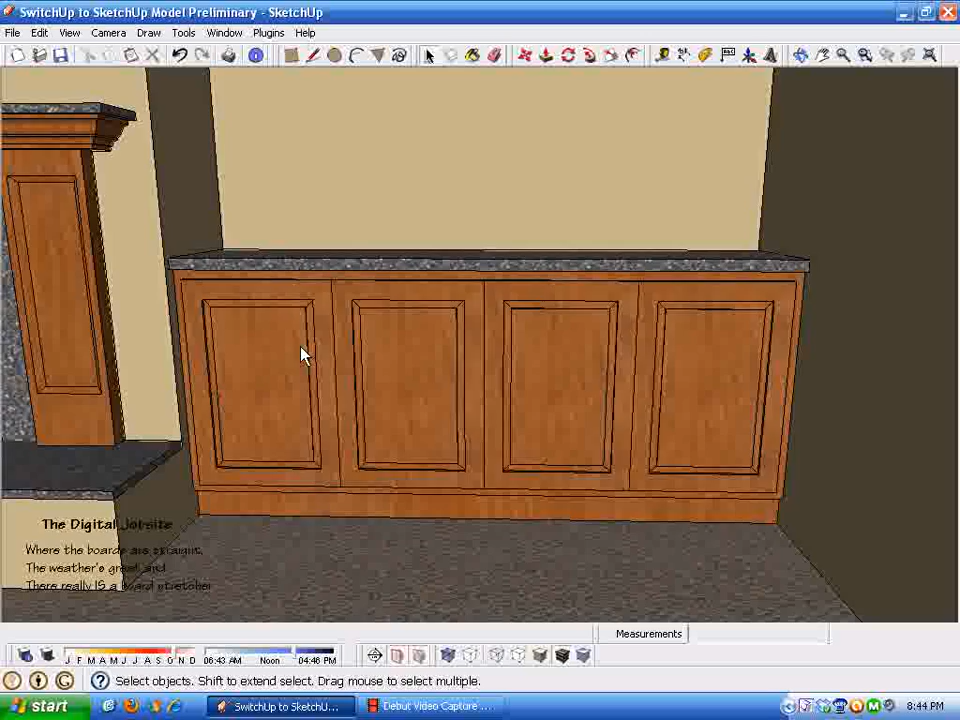 SwitchUp to SketchUp Model Preliminary - SketchUp
File Edit View Camera Draw Tools Window Plugins Help
The Digital Jobsite
Where the boards are straight,
The weather's great and
There really IS a board stretcher
Measurements
J F M A M J J A S O N D 06:43 AM Noon 04:46 PM
Select objects. Shift to extend select. Drag mouse to select multiple.
start SwitchUp to SketchU... Debut Video Capture ... 8:44 PM